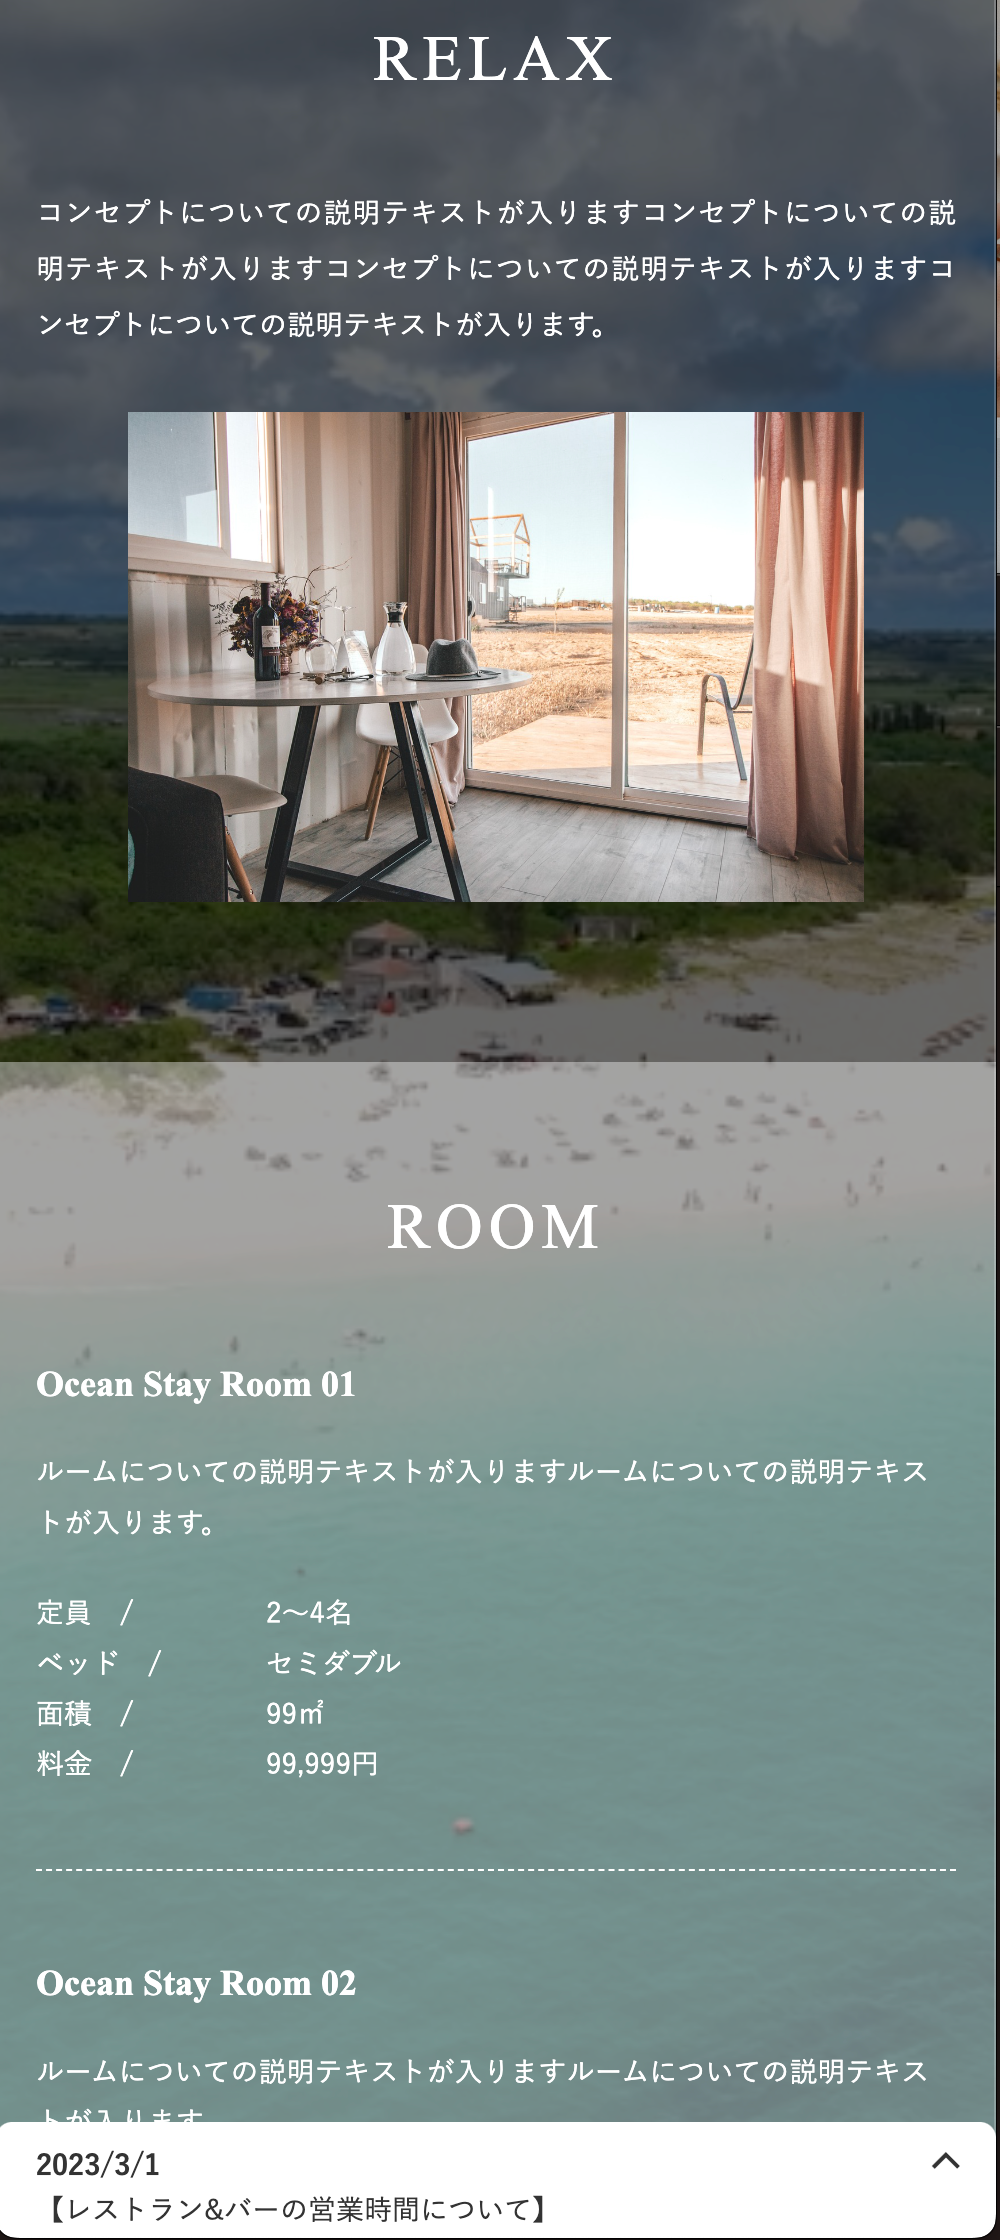 RELAX
コンセプトについての説明テキストが入りますコンセプトについての説
明テキストが入りますコンセプトについての説明テキストが入りますコ
ンセプトについての説明テキストが入ります。
ROOM
Ocean Stay Room 01
ルームについての説明テキストが入りますルームについての説明テキス
トが入ります。
定員　/　2〜4名
ベッド　/　セミダブル
面積　/　99㎡
料金　/　99,999円
Ocean Stay Room 02
ルームについての説明テキストが入りますルームについての説明テキス
トが入ります
2023/3/1
【レストラン&バーの営業時間について】